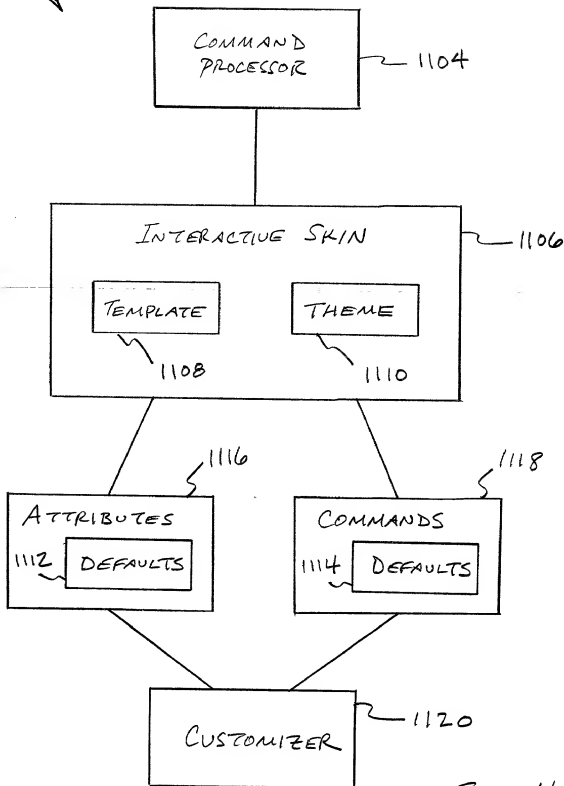 COMMAND
PROCESSOR
1104
INTERACTIVE SKIN
1106
TEMPLATE
THEME
1108
1110
1116
1118
ATTRIBUTES
COMMANDS
1112
DEFAULTS
1114
DEFAULTS
1120
CUSTOMIZER